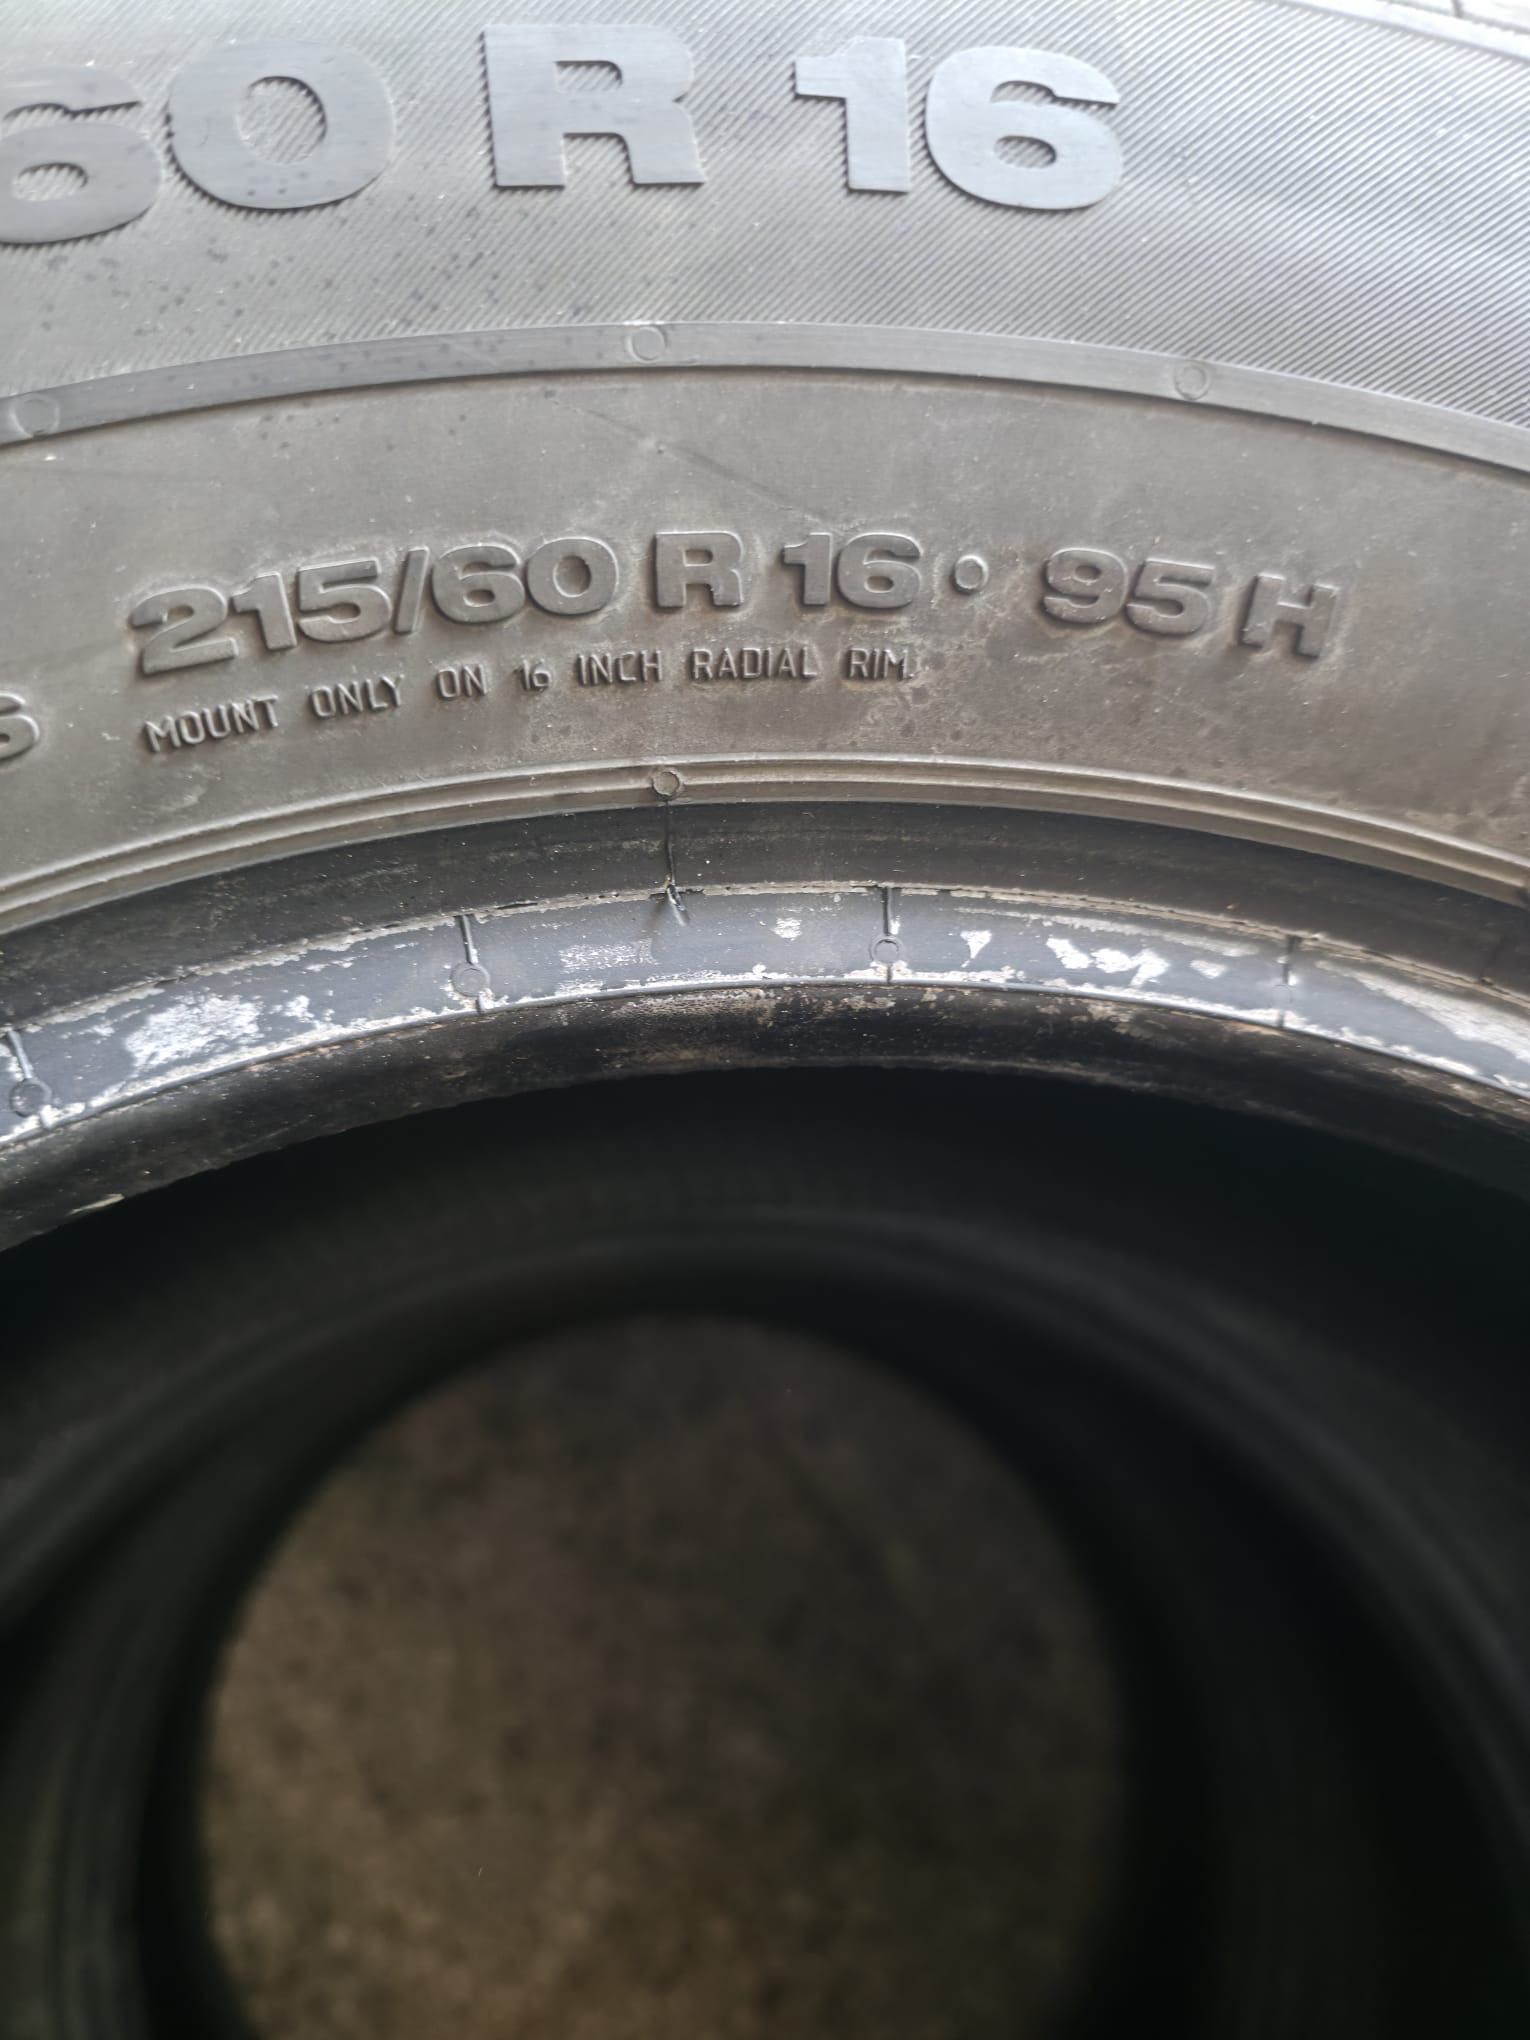 60 R 16
215/60 R 16 95 H
MOUNT ONLY ON 16 INCH RADIAL RIM.